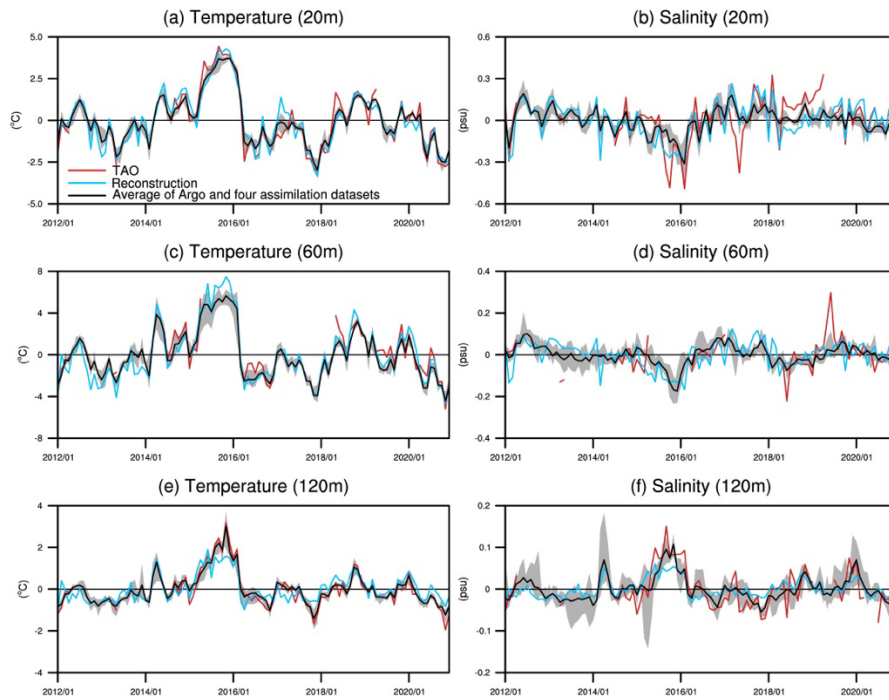 (a) Temperature (20m)
5.0
2.5
0
-2.5
-5.0
(°C)
TAO
Reconstruction
Average of Argo and four assimilation datasets
2012/01 2014/01 2016/01 2018/01 2020/01
(b) Salinity (20m)
0.6
0.3
0
-0.3
-0.6
(psu)
2012/01 2014/01 2016/01 2018/01 2020/01
(c) Temperature (60m)
8
4
0
-4
-8
(°C)
2012/01 2014/01 2016/01 2018/01 2020/01
(d) Salinity (60m)
0.4
0.2
0
-0.2
-0.4
(psu)
2012/01 2014/01 2016/01 2018/01 2020/01
(e) Temperature (120m)
4
2
0
-2
-4
(°C)
2012/01 2014/01 2016/01 2018/01 2020/01
(f) Salinity (120m)
0.2
0.1
0
-0.1
-0.2
(psu)
2012/01 2014/01 2016/01 2018/01 2020/01